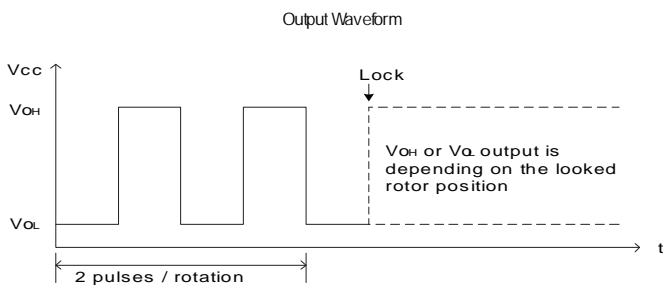 Output Waveform
Vcc
Lock
VOH
VOH or VOL output is
depending on the looked
rotor position
VOL
t
2 pulses / rotation